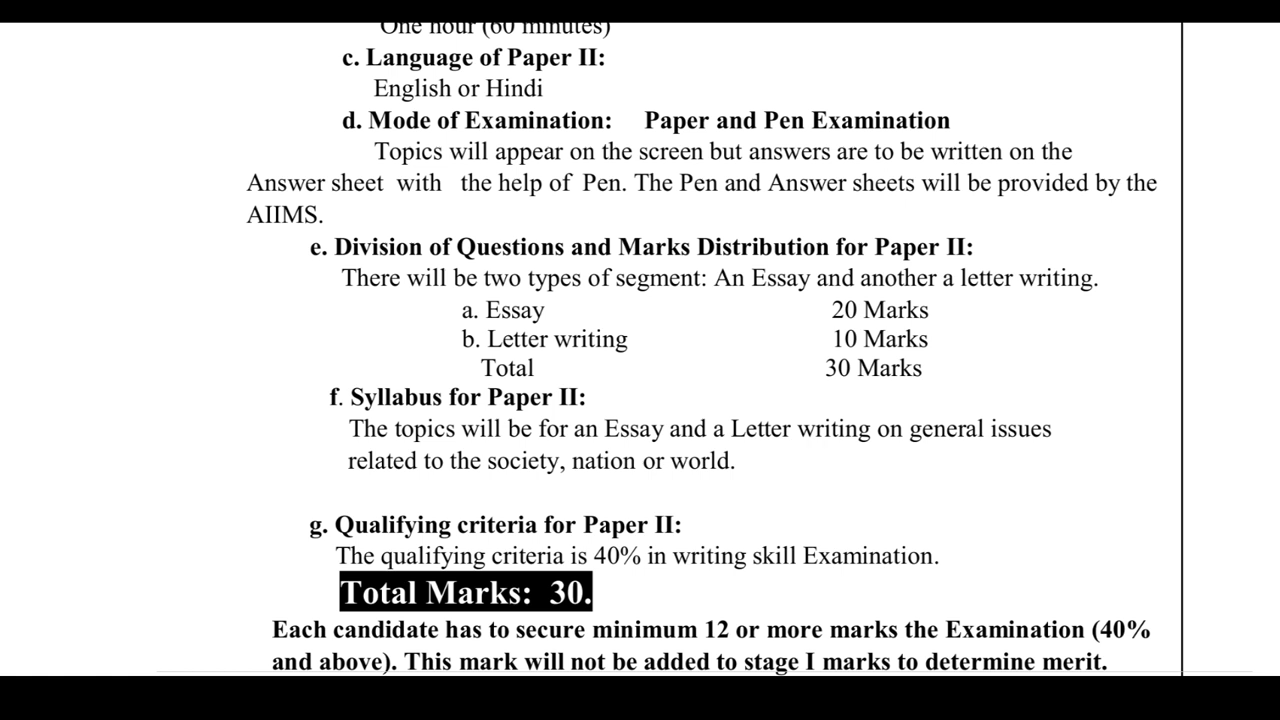 One hour (60 minutes)
c. Language of Paper II:
English or Hindi
d. Mode of Examination: Paper and Pen Examination
Topics will appear on the screen but answers are to be written on the
Answer sheet with the help of Pen. The Pen and Answer sheets will be provided by the
AIIMS.
e. Division of Questions and Marks Distribution for Paper II:
There will be two types of segment: An Essay and another a letter writing.
a. Essay 20 Marks
b. Letter writing 10 Marks
Total 30 Marks
f. Syllabus for Paper II:
The topics will be for an Essay and a Letter writing on general issues
related to the society, nation or world.
g. Qualifying criteria for Paper II:
The qualifying criteria is 40% in writing skill Examination.
Total Marks: 30.
Each candidate has to secure minimum 12 or more marks the Examination (40%
and above). This mark will not be added to stage I marks to determine merit.